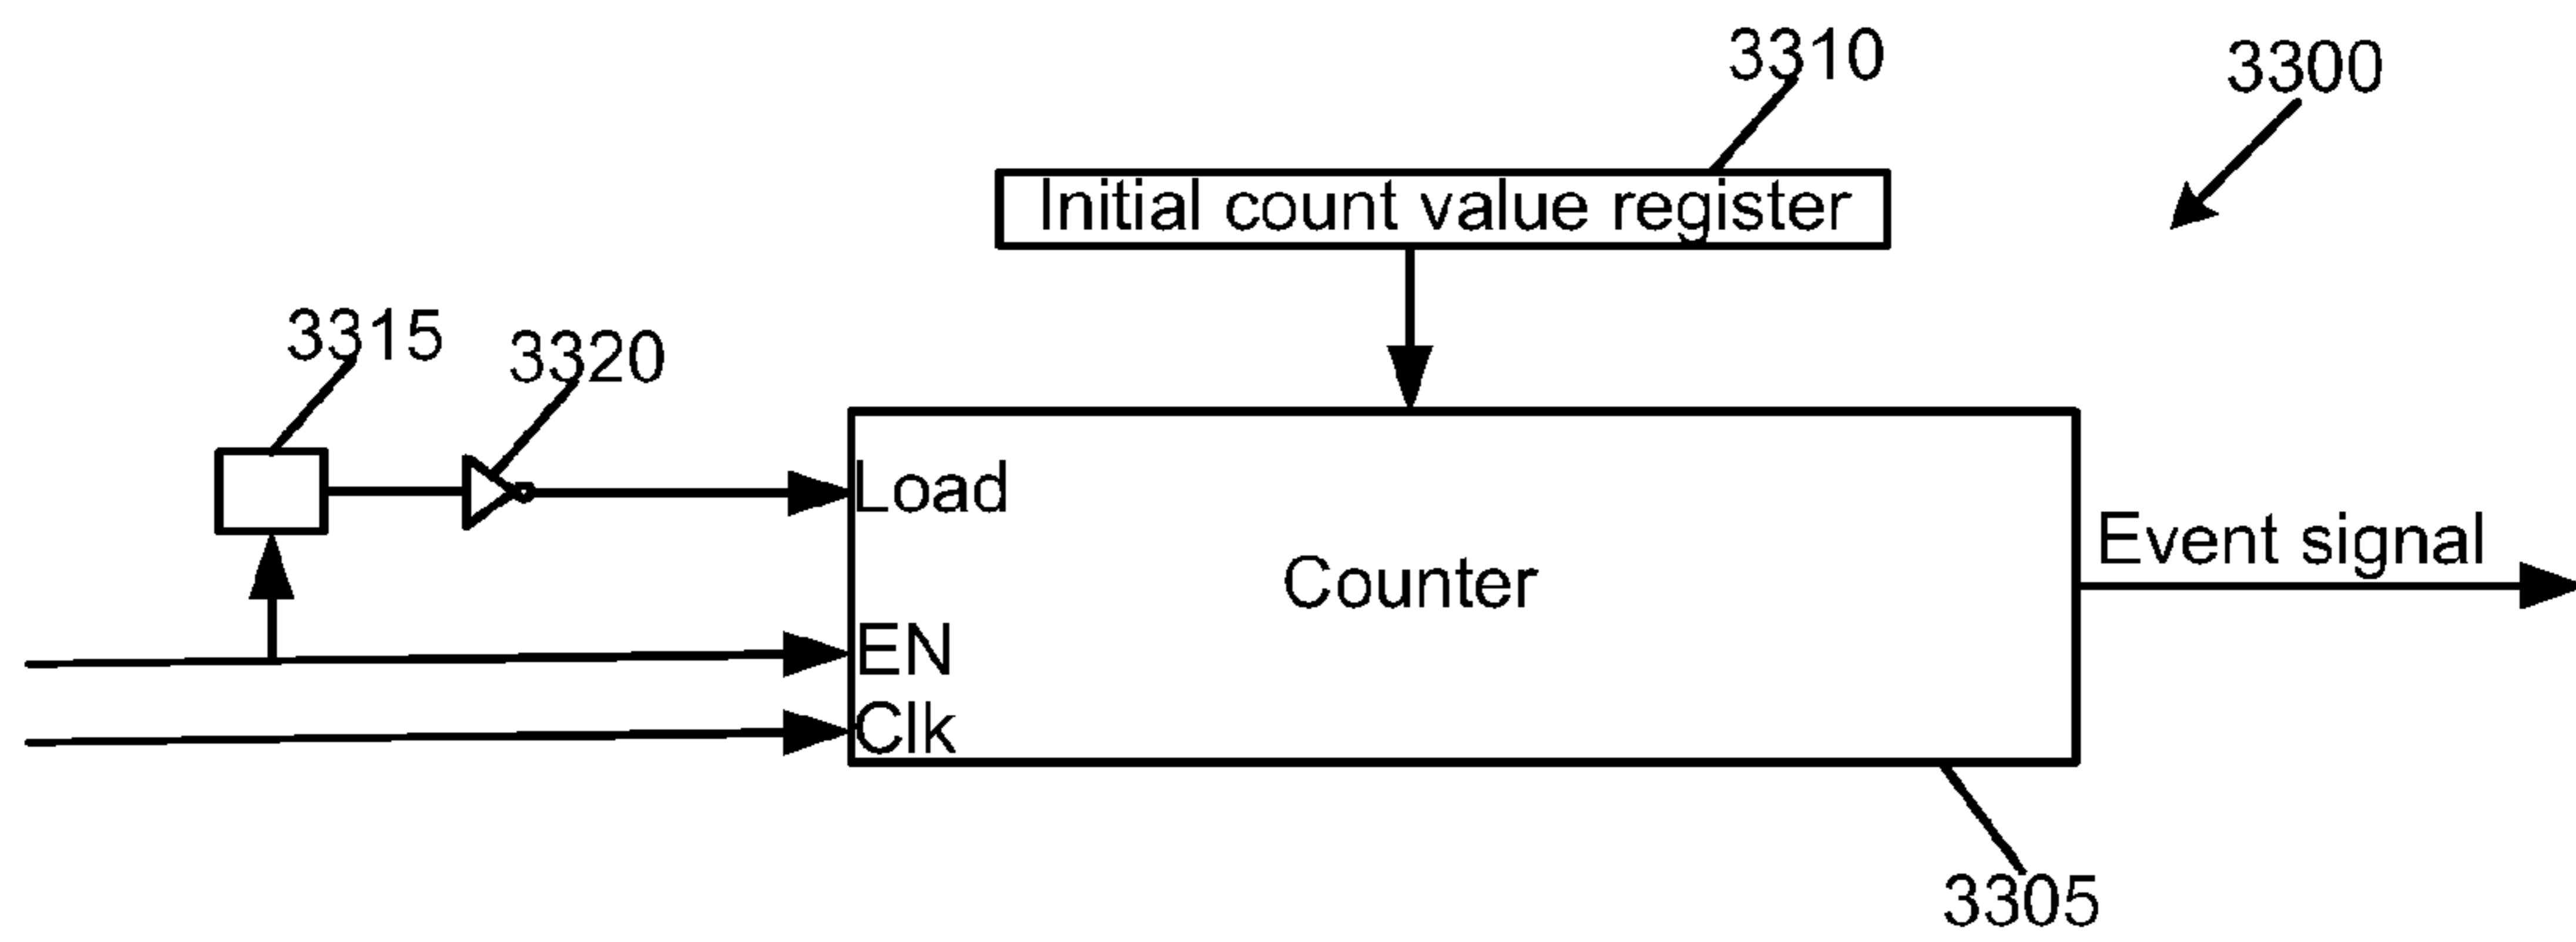 3310
3300
Initial count value register
3315
3320
Load
Event signal
Counter
EN
Clk
3305